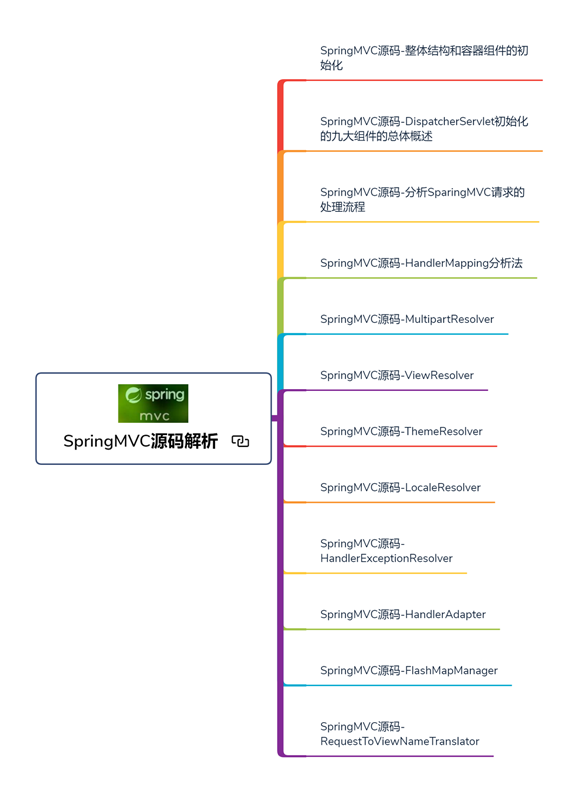 SpringMVC源码-整体结构和容器组件的初
始化
SpringMVC源码-DispatcherServlet初始化
的九大组件的总体概述
SpringMVC源码-分析SparingMVC请求的
处理流程
SpringMVC源码-HandlerMapping分析法
SpringMVC源码-MultipartResolver
SpringMVC源码-ViewResolver
spring
mvc
SpringMVC源码解析
SpringMVC源码-ThemeResolver
SpringMVC源码-LocaleResolver
SpringMVC源码-
HandlerExceptionResolver
SpringMVC源码-HandlerAdapter
SpringMVC源码-FlashMapManager
SpringMVC源码-
RequestToViewNameTranslator